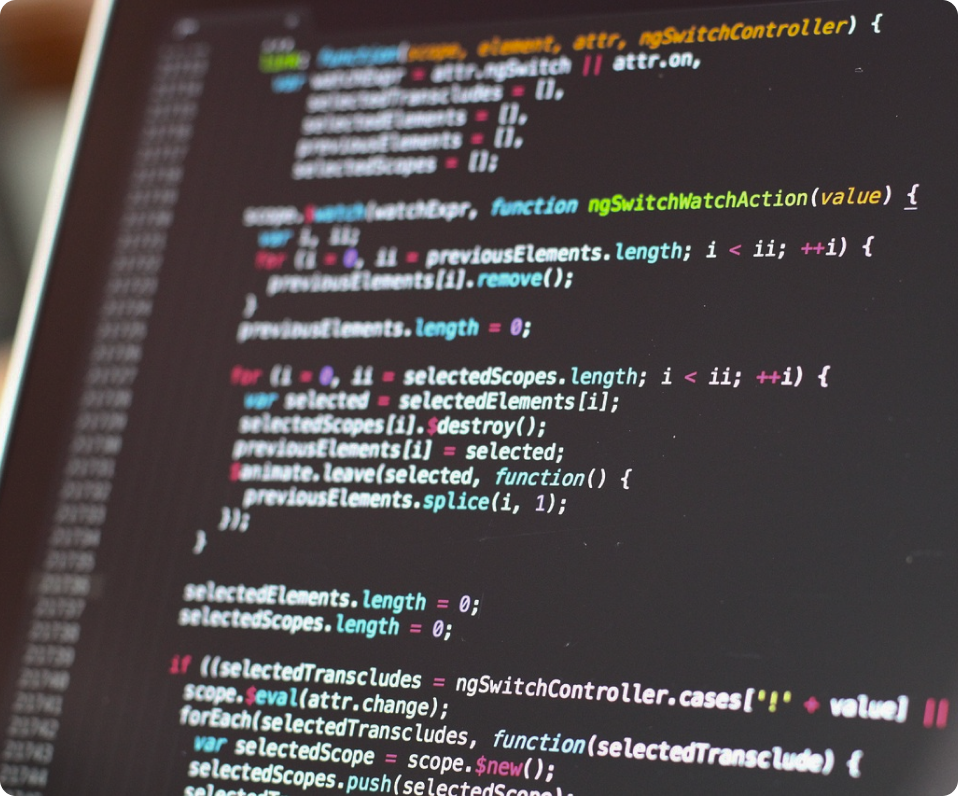 link: function(scope, element, attr, ngSwitchController) {
var watchExpr = attr.ngSwitch || attr.on,
selectedTranscludes = [],
selectedElements = [],
previousElements = [],
selectedScopes = [];
scope.$watch(watchExpr, function ngSwitchWatchAction(value) {
var i, ii;
for (i = 0, ii = previousElements.length; i < ii; ++i) {
previousElements[i].remove();
}
previousElements.length = 0;
for (i = 0, ii = selectedScopes.length; i < ii; ++i) {
var selected = selectedElements[i];
selectedScopes[i].$destroy();
previousElements[i] = selected;
$animate.leave(selected, function() {
previousElements.splice(i, 1);
});
}
selectedElements.length = 0;
selectedScopes.length = 0;
if ((selectedTranscludes = ngSwitchController.cases['!' + value] ||
scope.$eval(attr.change);
forEach(selectedTranscludes, function(selectedTransclude) {
var selectedScope = scope.$new();
selectedScopes.push(selectedScope);